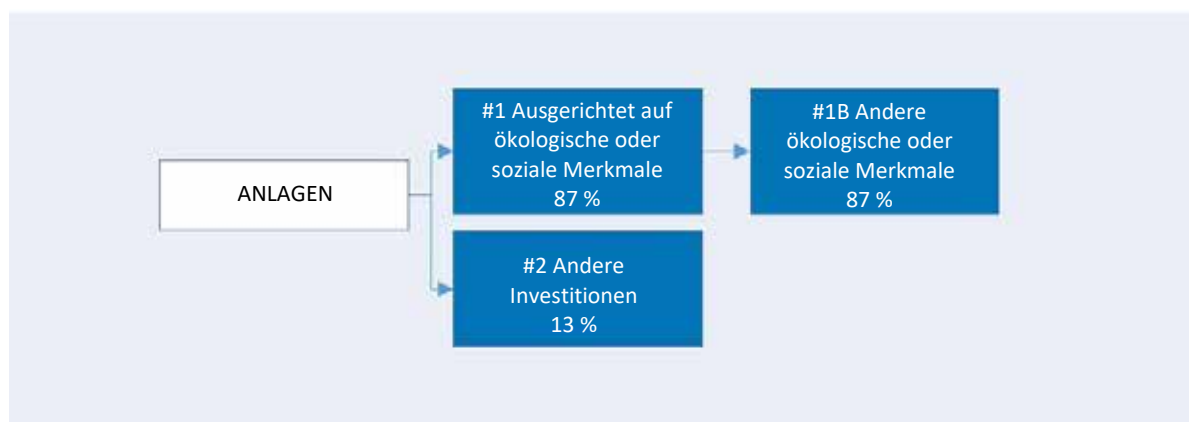 ANLAGEN
#1 Ausgerichtet auf
ökologische oder
soziale Merkmale
87 %
#1B Andere
ökologische oder
soziale Merkmale
87 %
#2 Andere
Investitionen
13 %